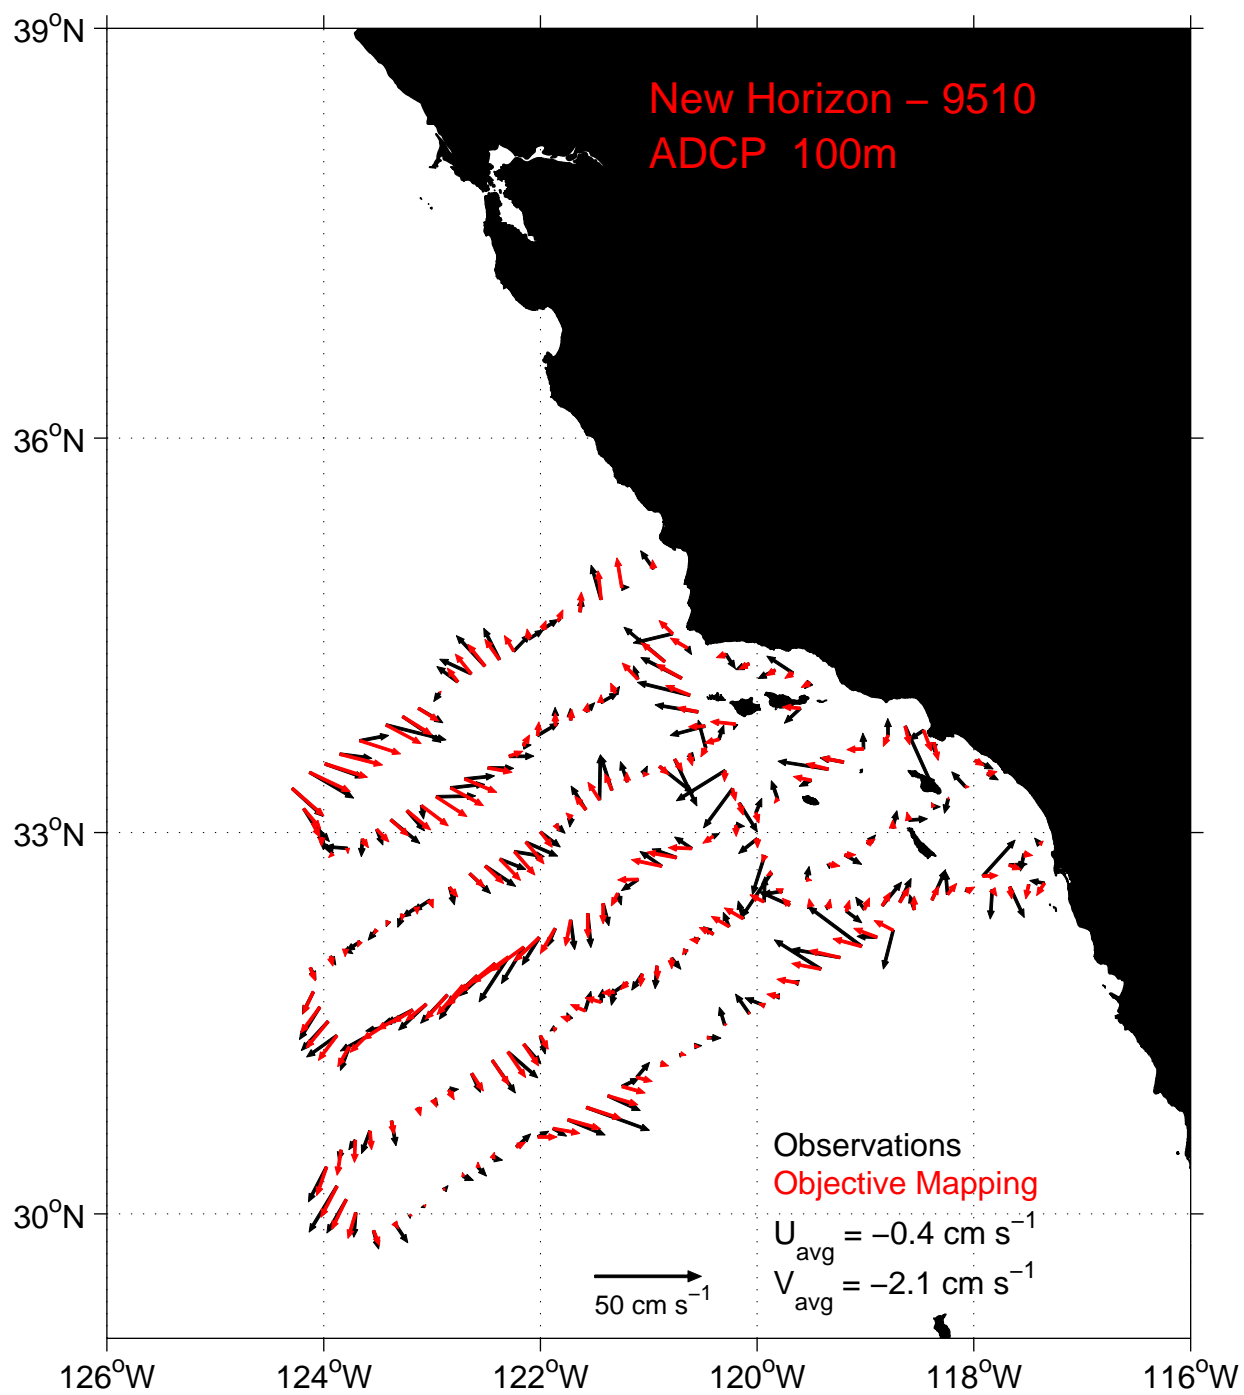 39°N
New Horizon – 9510
ADCP 100m
36°N
33°N
Observations
Objective Mapping
30°N
U_avg = −0.4 cm s⁻¹
V_avg = −2.1 cm s⁻¹
50 cm s⁻¹
126°W 124°W 122°W 120°W 118°W 116°W